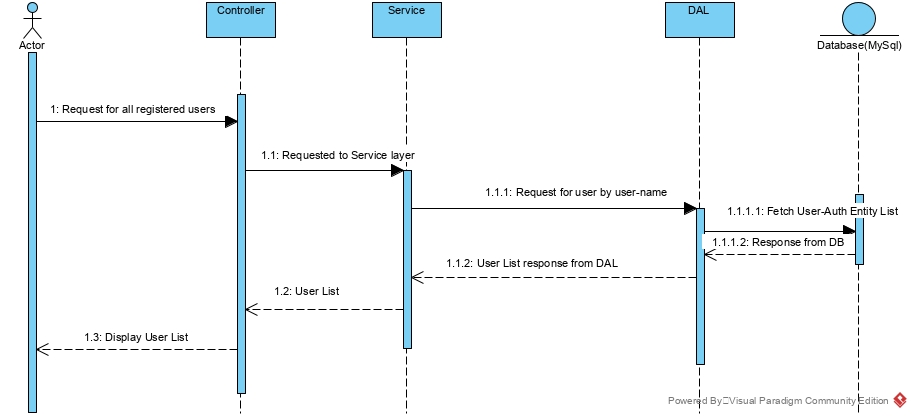 Controller
Service
DAL
Actor
Database(MySql)
1: Request for all registered users
1.1: Requested to Service layer
1.1.1: Request for user by user-name
1.1.1.1: Fetch User-Auth Entity List
1.1.1.2: Response from DB
1.1.2: User List response from DAL
1.2: User List
1.3: Display User List
Powered By Visual Paradigm Community Edition